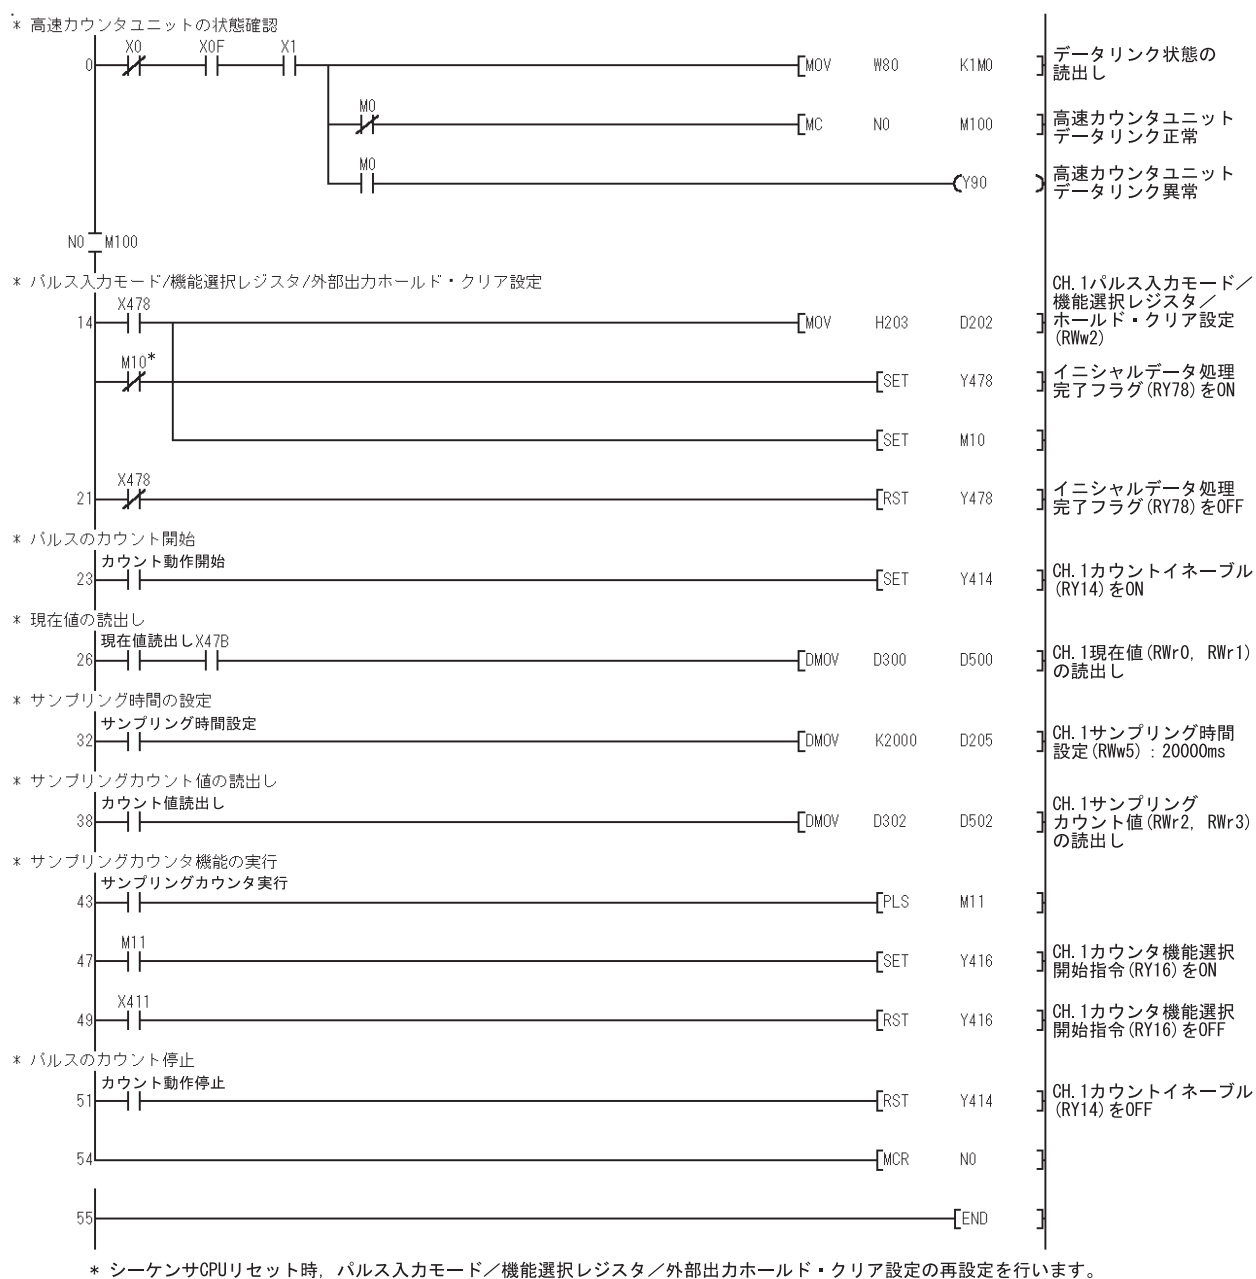 * 高速カウンタユニットの状態確認
X0 X0F X1
0 MOV W80 K1M0 データリンク状態の
読出し
M0
MC N0 M100 高速カウンタユニット
データリンク正常
M0
Y90 高速カウンタユニット
データリンク異常
N0 M100
* パルス入力モード/機能選択レジスタ/外部出力ホールド・クリア設定
X478
14 MOV H203 D202 CH.1パルス入力モード／
機能選択レジスタ／
ホールド・クリア設定
(RWw2)
M10*
SET Y478 イニシャルデータ処理
完了フラグ(RY78)をON
SET M10
X478
21 RST Y478 イニシャルデータ処理
完了フラグ(RY78)をOFF
* パルスのカウント開始
カウント動作開始
23 SET Y414 CH.1カウントイネーブル
(RY14)をON
* 現在値の読出し
現在値読出し X47B
26 DMOV D300 D500 CH.1現在値(RWr0, RWr1)
の読出し
* サンプリング時間の設定
サンプリング時間設定
32 DMOV K2000 D205 CH.1サンプリング時間
設定(RWw5) : 20000ms
* サンプリングカウント値の読出し
カウント値読出し
38 DMOV D302 D502 CH.1サンプリング
カウント値(RWr2, RWr3)
の読出し
* サンプリングカウンタ機能の実行
サンプリングカウンタ実行
43 PLS M11
M11
47 SET Y416 CH.1カウンタ機能選択
開始指令(RY16)をON
X411
49 RST Y416 CH.1カウンタ機能選択
開始指令(RY16)をOFF
* パルスのカウント停止
カウント動作停止
51 RST Y414 CH.1カウントイネーブル
(RY14)をOFF
54 MCR N0
55 END
* シーケンサCPUリセット時, パルス入力モード／機能選択レジスタ／外部出力ホールド・クリア設定の再設定を行います。